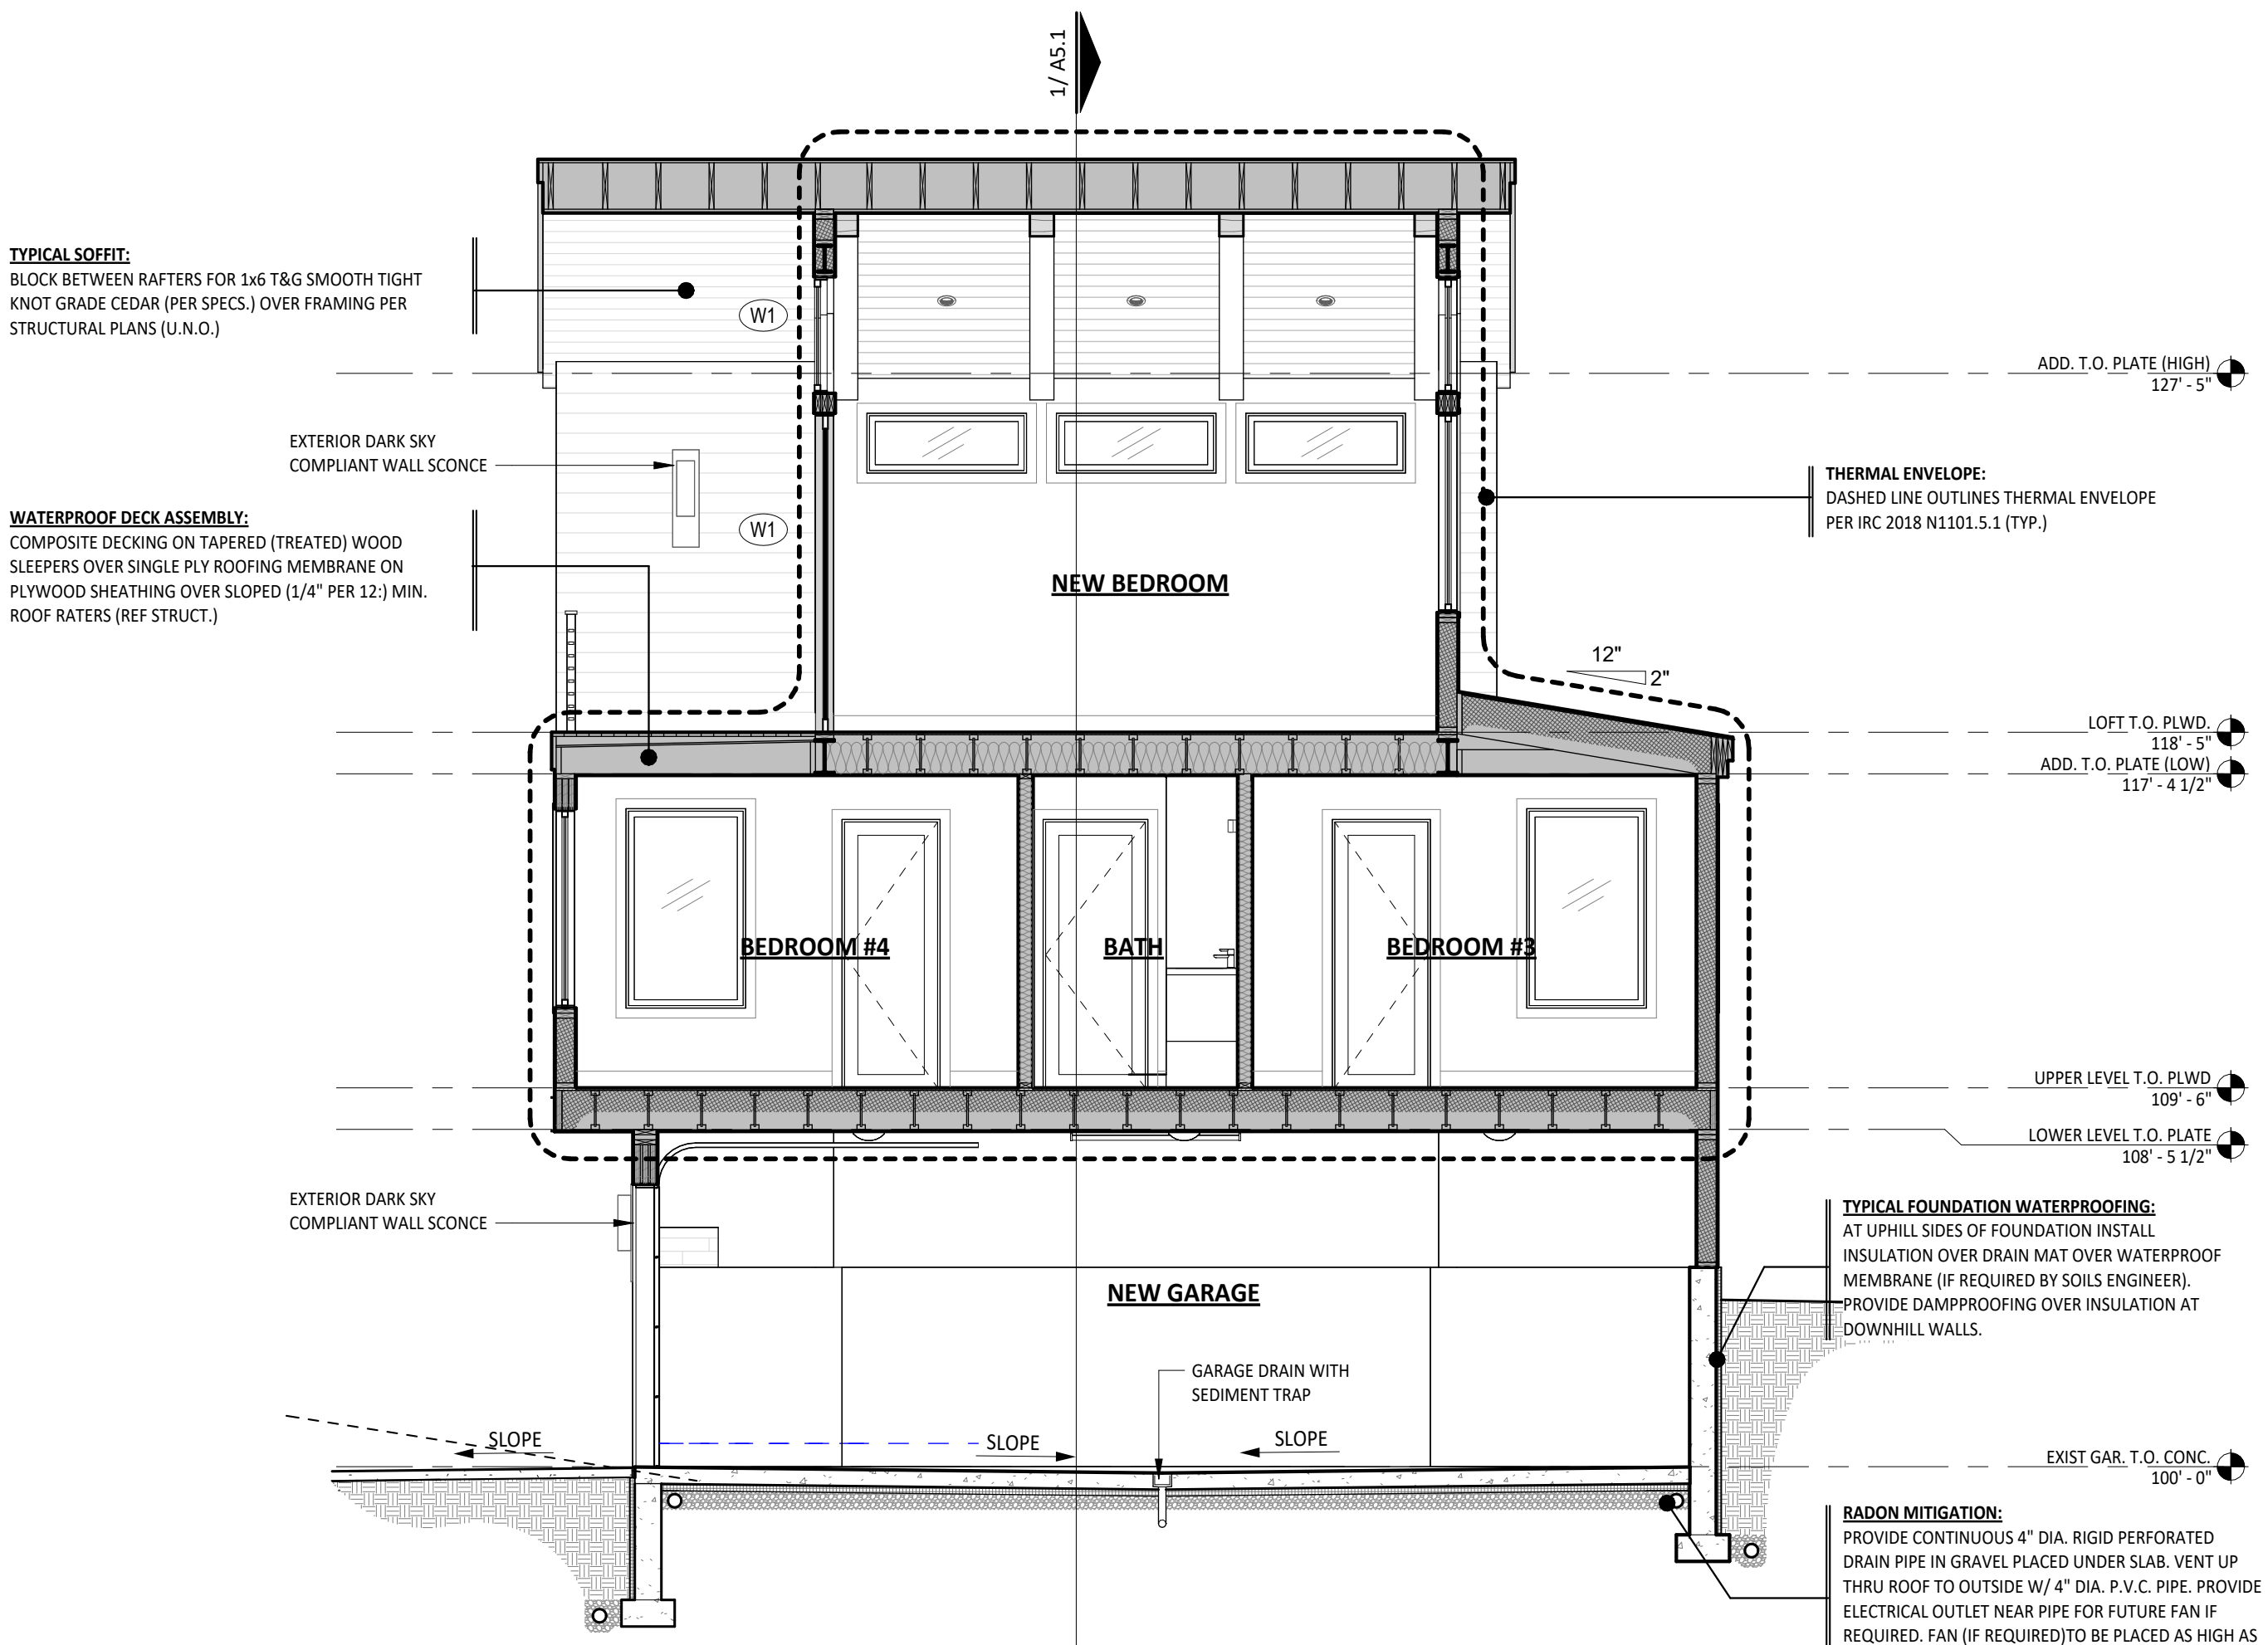 1/ A5.1
TYPICAL SOFFIT:
BLOCK BETWEEN RAFTERS FOR 1x6 T&G SMOOTH TIGHT
KNOT GRADE CEDAR (PER SPECS.) OVER FRAMING PER
STRUCTURAL PLANS (U.N.O.)
W1
ADD. T.O. PLATE (HIGH)
127' - 5"
EXTERIOR DARK SKY
COMPLIANT WALL SCONCE
THERMAL ENVELOPE:
DASHED LINE OUTLINES THERMAL ENVELOPE
PER IRC 2018 N1101.5.1 (TYP.)
WATERPROOF DECK ASSEMBLY:
COMPOSITE DECKING ON TAPERED (TREATED) WOOD
SLEEPERS OVER SINGLE PLY ROOFING MEMBRANE ON
PLYWOOD SHEATHING OVER SLOPED (1/4" PER 12:) MIN.
ROOF RATERS (REF STRUCT.)
W1
NEW BEDROOM
12"
2"
LOFT T.O. PLWD.
118' - 5"
ADD. T.O. PLATE (LOW)
117' - 4 1/2"
BEDROOM #4
BATH
BEDROOM #3
UPPER LEVEL T.O. PLWD
109' - 6"
LOWER LEVEL T.O. PLATE
108' - 5 1/2"
EXTERIOR DARK SKY
COMPLIANT WALL SCONCE
TYPICAL FOUNDATION WATERPROOFING:
AT UPHILL SIDES OF FOUNDATION INSTALL
INSULATION OVER DRAIN MAT OVER WATERPROOF
MEMBRANE (IF REQUIRED BY SOILS ENGINEER).
PROVIDE DAMPPROOFING OVER INSULATION AT
DOWNHILL WALLS.
NEW GARAGE
GARAGE DRAIN WITH
SEDIMENT TRAP
SLOPE
SLOPE
SLOPE
EXIST GAR. T.O. CONC.
100' - 0"
RADON MITIGATION:
PROVIDE CONTINUOUS 4" DIA. RIGID PERFORATED
DRAIN PIPE IN GRAVEL PLACED UNDER SLAB. VENT UP
THRU ROOF TO OUTSIDE W/ 4" DIA. P.V.C. PIPE. PROVIDE
ELECTRICAL OUTLET NEAR PIPE FOR FUTURE FAN IF
REQUIRED. FAN (IF REQUIRED)TO BE PLACED AS HIGH AS